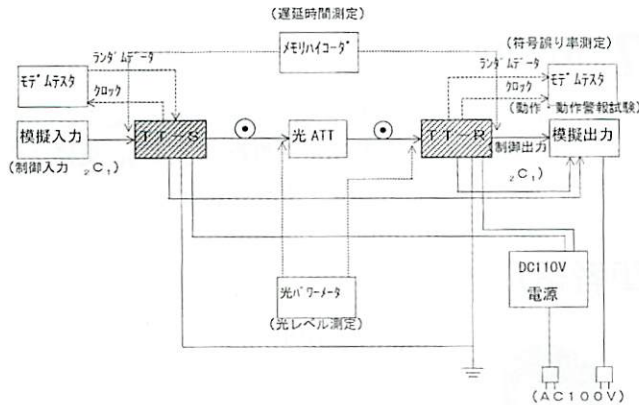 (遅延時間測定)
メモリハイコーダ
(符号誤り率測定)
ランダムデータ
ランダムデータ
モデムテスタ
モデムテスタ
クロック
クロック
(動作・動作警報試験)
模擬入力
TT-S
光 ATT
TT-R
模擬出力
(制御入力 ₂C₁)
制御出力
₂C₁)
DC110V
電源
光パワーメータ
(光レベル測定)
(AC100V)